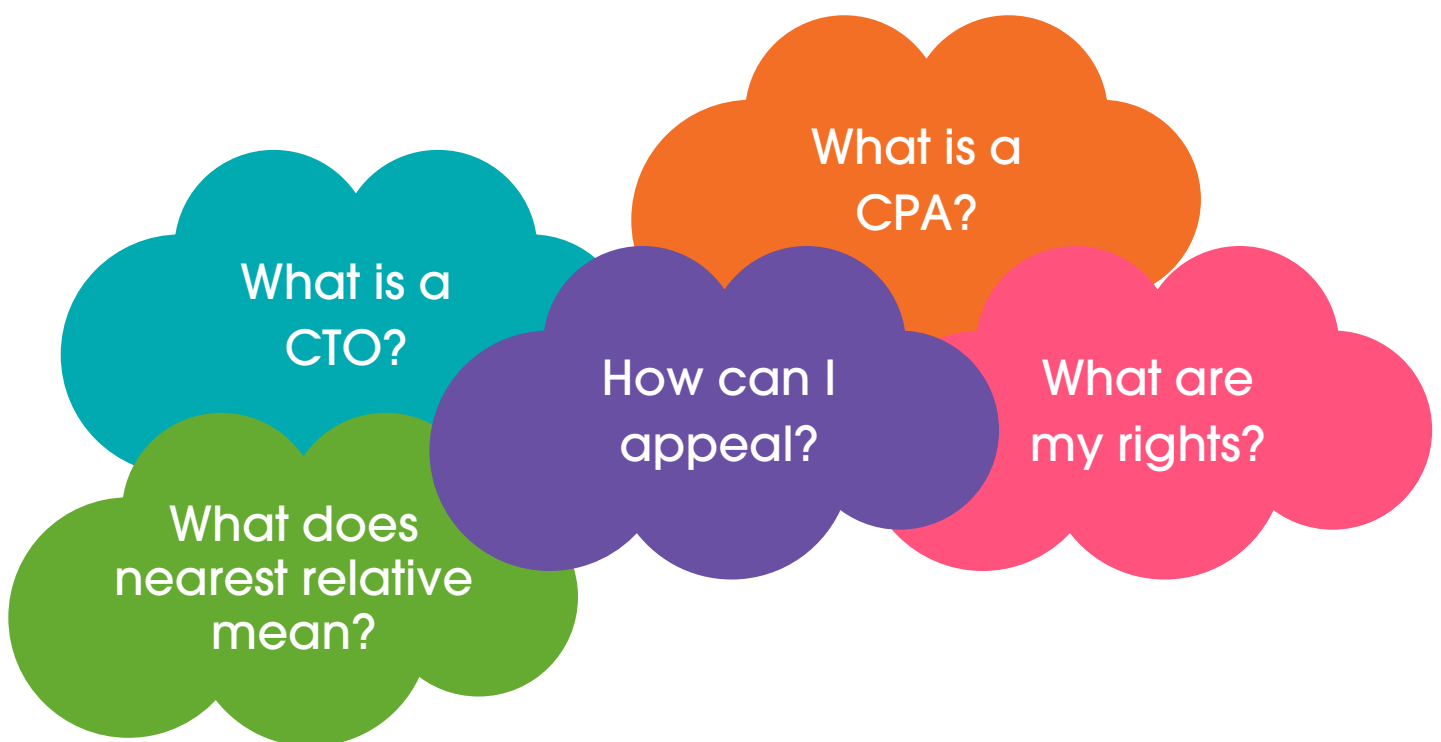 What is a
CPA?
What is a
CTO?
How can I
appeal?
What are
my rights?
What does
nearest relative
mean?